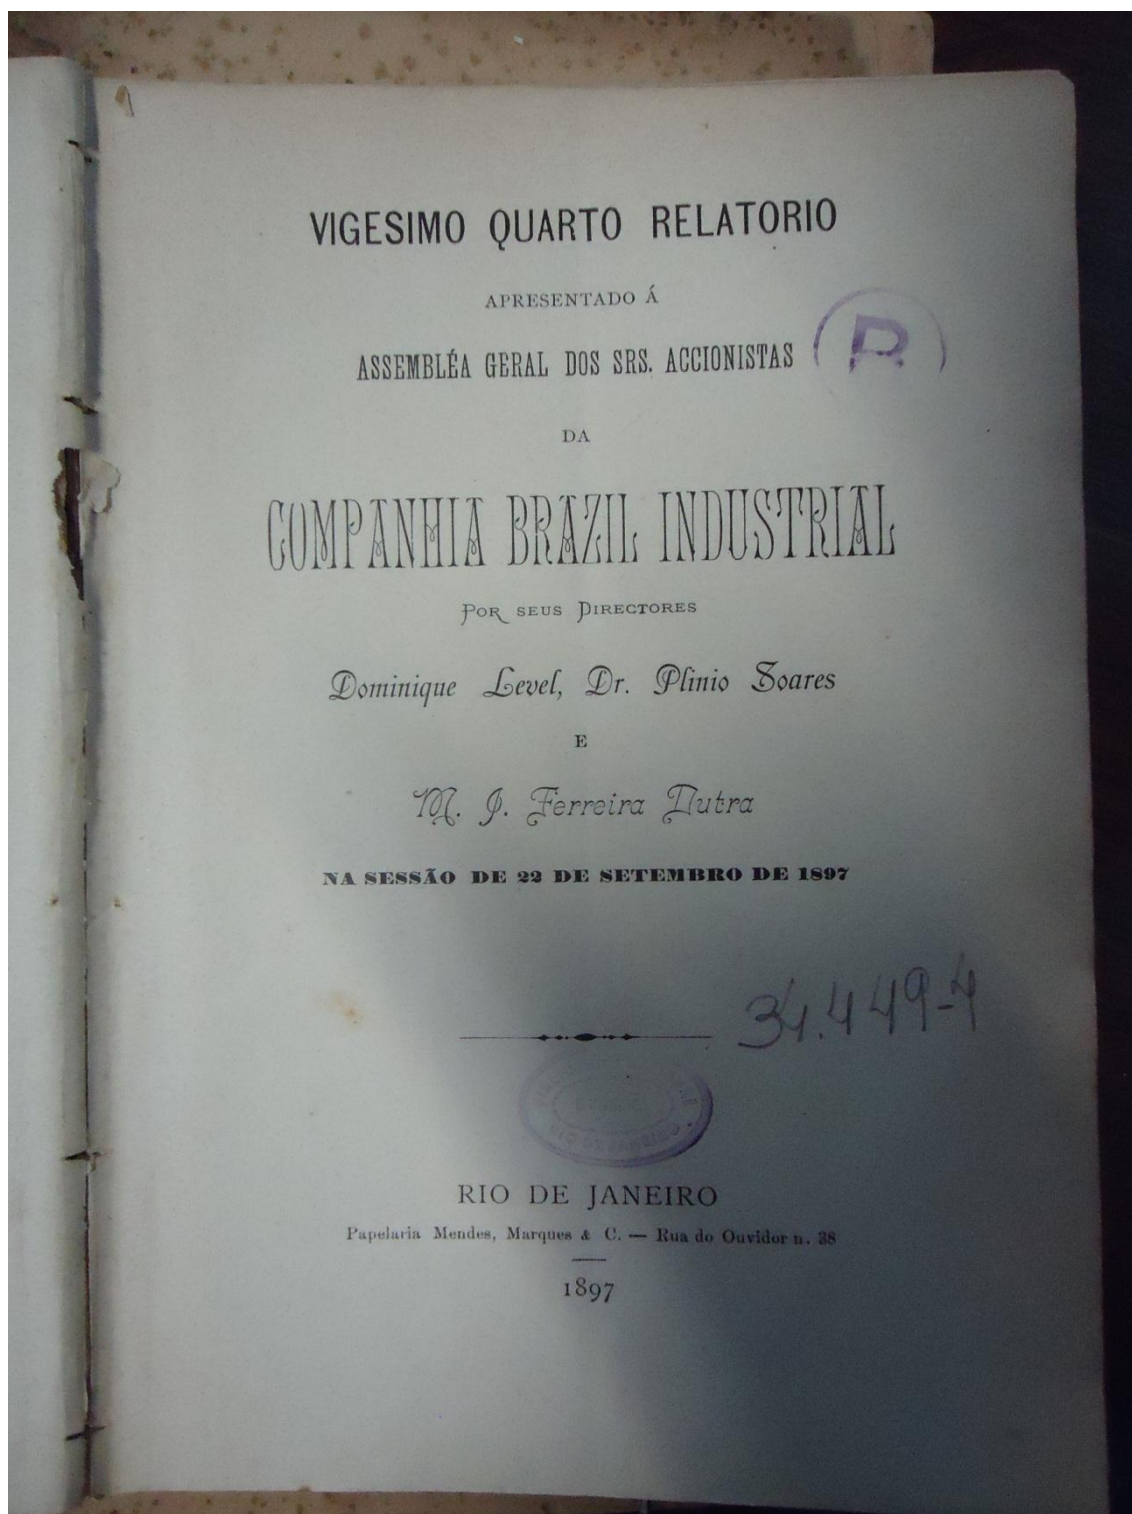 VIGESIMO QUARTO RELATORIO
APRESENTADO Á
ASSEMBLÉA GERAL DOS SRS. ACCIONISTAS
R
DA
COMPANHIA BRAZIL INDUSTRIAL
POR SEUS DIRECTORES
Dominique Level, Dr. Plinio Soares
E
M. J. Ferreira Dutra
NA SESSÃO DE 22 DE SETEMBRO DE 1897
34.449-4
RIO DE JANEIRO
RIO DE JANEIRO
Papelaria Mendes, Marques & C. — Rua do Ouvidor n. 38
1897